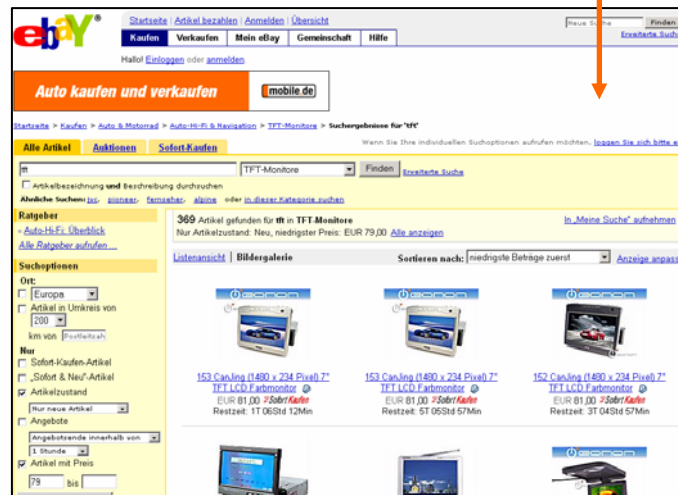 ebY®
Startseite | Artikel bezahlen | Anmelden | Übersicht
Neue Suche Finden
Kaufen Verkaufen Mein eBay Gemeinschaft Hilfe
Erweiterte Suche
Hallo! Einloggen oder anmelden.
Auto kaufen und verkaufen mobile.de
Startseite > Kaufen > Auto & Motorrad > Auto-Hi-Fi & Navigation > TFT-Monitore > Suchergebnisse für 'tft'
Alle Artikel Auktionen Sofort-Kaufen
Wenn Sie Ihre individuellen Suchoptionen aufrufen möchten, loggen Sie sich bitte e
tft TFT-Monitore Finden Erweiterte Suche
Artikelbezeichnung und Beschreibung durchsuchen
Ähnliche Suchen: jvc, pioneer, fernseher, alpine oder in dieser Kategorie suchen
Ratgeber
- Auto-Hi-Fi: Überblick
Alle Ratgeber aufrufen ...
369 Artikel gefunden für tft in TFT-Monitore
In „Meine Suche" aufnehmen
Nur Artikelzustand: Neu, niedrigster Preis: EUR 79,00 Alle anzeigen
Listenansicht | Bildergalerie
Sortieren nach: niedrigste Beträge zuerst
Anzeige anpass
Suchoptionen
Ort:
Europa
Artikel in Umkreis von
200
km von Postleitzah
Nur
Sofort-Kaufen-Artikel
„Sofort & Neu"-Artikel
Artikelzustand
Nur neue Artikel
Angebote
Angebotsende innerhalb von
1 Stunde
Artikel mit Preis
79 bis
eonon
153 CanJing (1480 x 234 Pixel) 7"
TFT LCD Farbmonitor
EUR 81,00 Sofort Kaufen
Restzeit: 1T 06Std 12Min
eonon
153 CanJing (1480 x 234 Pixel) 7"
TFT LCD Farbmonitor
EUR 81,00 Sofort Kaufen
Restzeit: 5T 05Std 57Min
eonon
152 CanJing (1480 x 234 Pixel) 7"
TFT LCD Farbmonitor
EUR 81,00 Sofort Kaufen
Restzeit: 3T 04Std 57Min
eonon